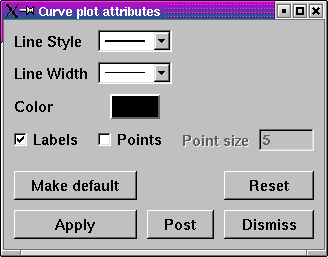 Curve plot attributes
Line Style
Line Width
Color
Labels Points Point size 5
Make default Reset
Apply Post Dismiss